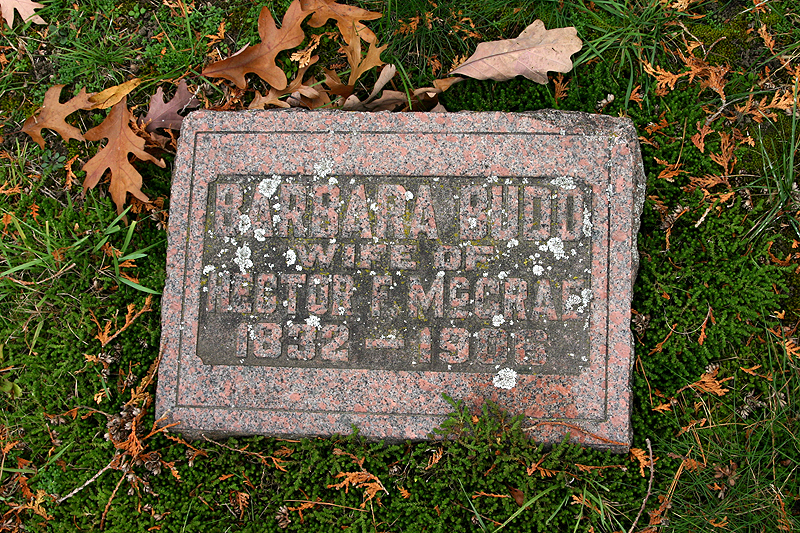 BARBARA BUDD
WIFE OF
HECTOR F. McCRAE
1832 – 1906